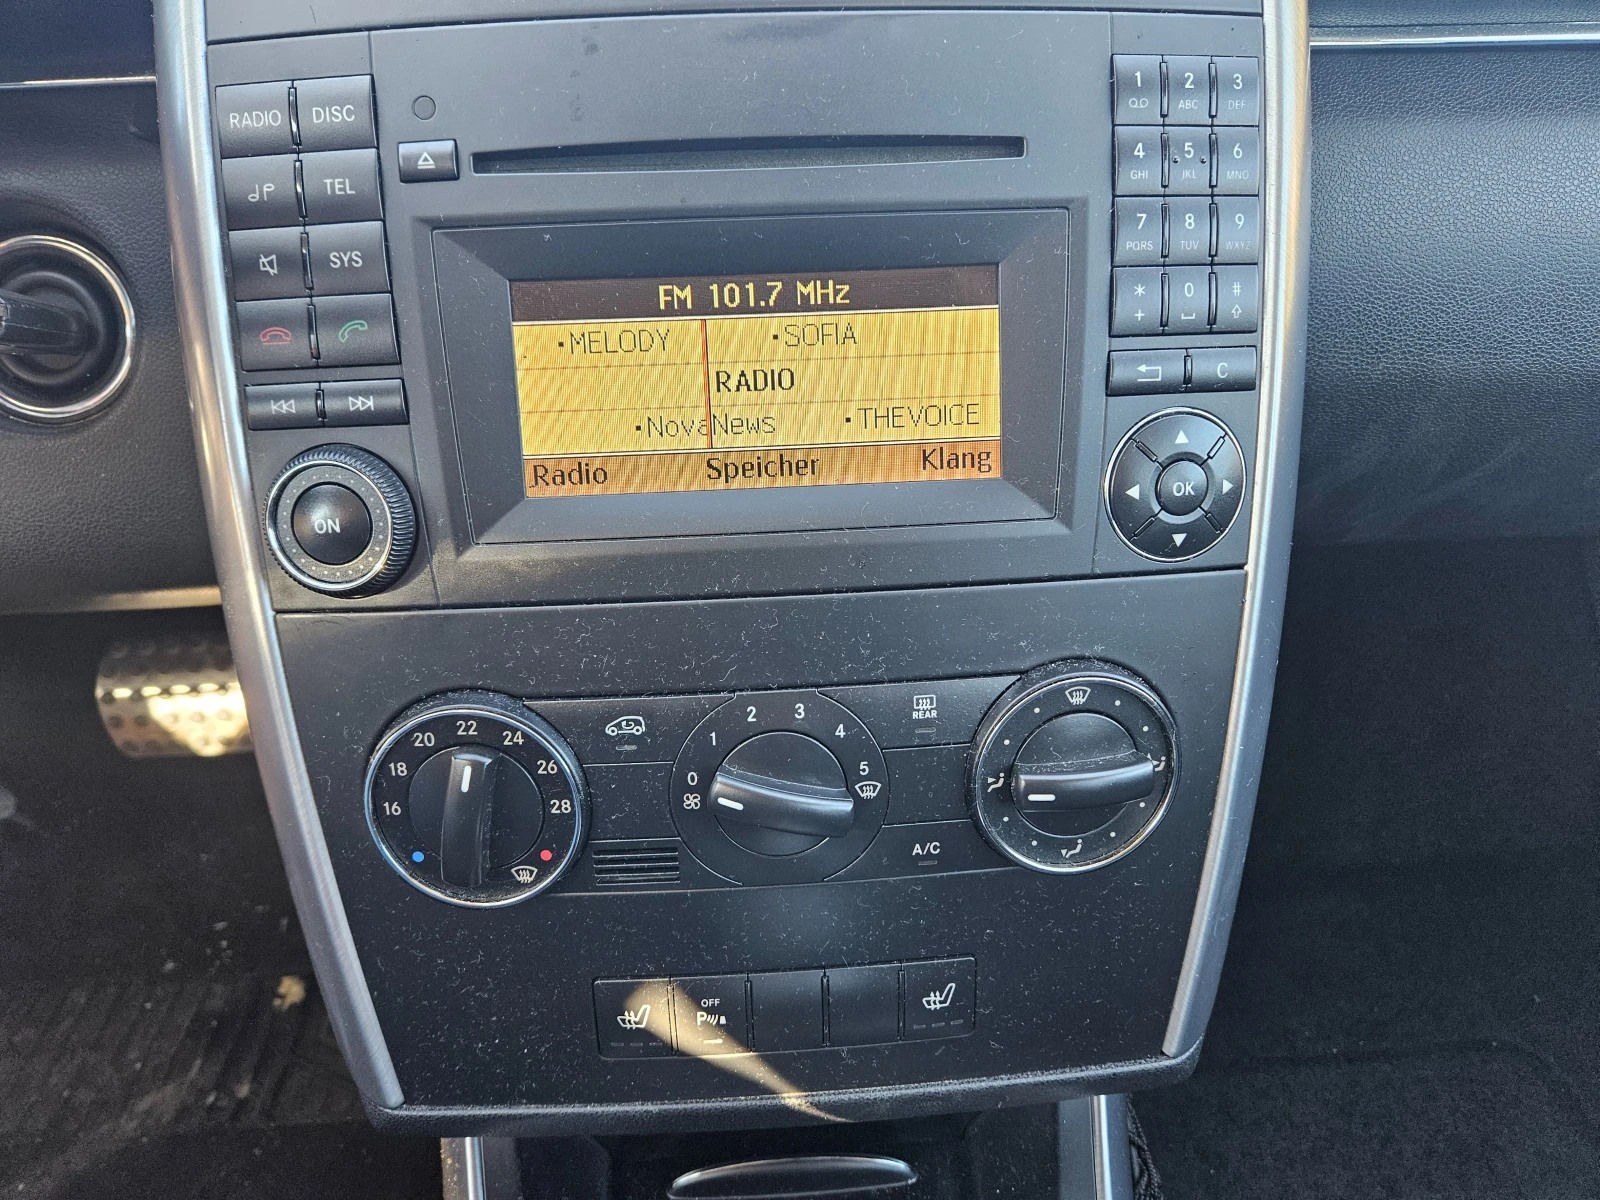 RADIO DISC
TEL
SYS
ON
FM 101.7 MHz
MELODY SOFIA
RADIO
Nova News THEVOICE
Radio Speicher Klang
1 2 ABC 3 DEF
4 GHI 5 JKL 6 MNO
7 PQRS 8 TUV 9 WXYZ
* + 0 #
C
OK
16 18 20 22 24 26 28
0 1 2 3 4 5
REAR
A/C
OFF
P